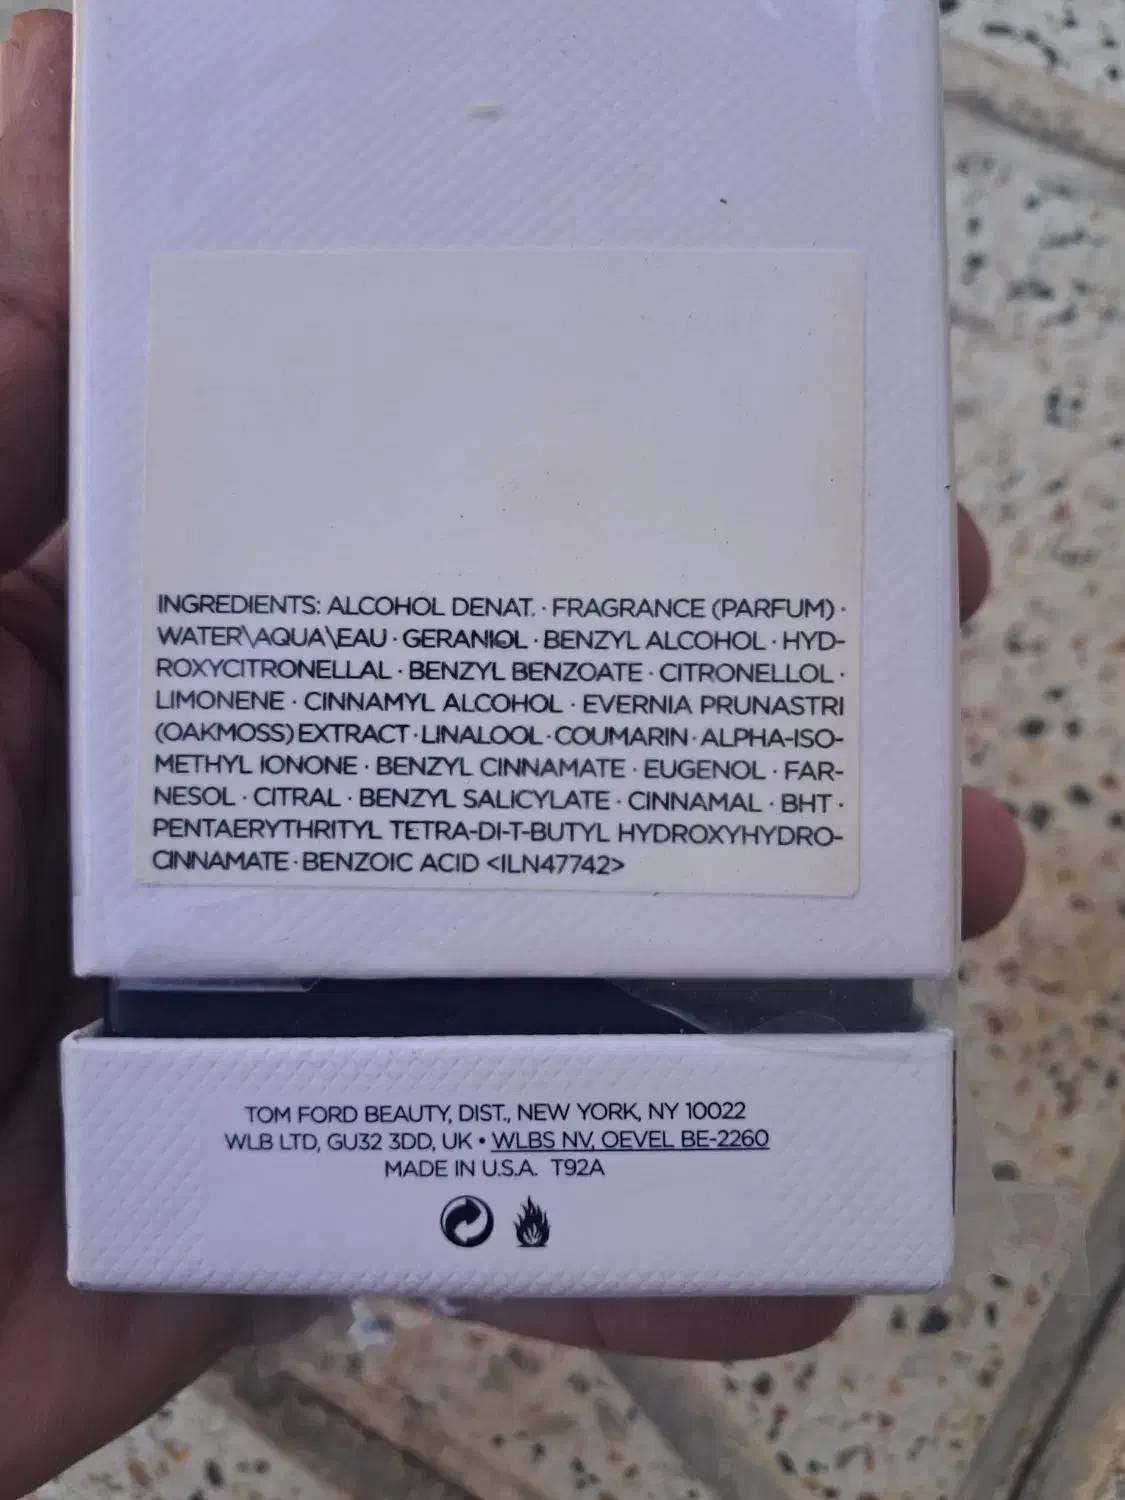 INGREDIENTS: ALCOHOL DENAT. · FRAGRANCE (PARFUM) ·
WATER\AQUA\EAU · GERANIOL · BENZYL ALCOHOL · HYD-
ROXYCITRONELLAL · BENZYL BENZOATE · CITRONELLOL ·
LIMONENE · CINNAMYL ALCOHOL · EVERNIA PRUNASTRI
(OAKMOSS) EXTRACT · LINALOOL · COUMARIN · ALPHA-ISO-
METHYL IONONE · BENZYL CINNAMATE · EUGENOL · FAR-
NESOL · CITRAL · BENZYL SALICYLATE · CINNAMAL · BHT ·
PENTAERYTHRITYL TETRA-DI-T-BUTYL HYDROXYHYDRO-
CINNAMATE · BENZOIC ACID <ILN47742>
TOM FORD BEAUTY, DIST., NEW YORK, NY 10022
WLB LTD, GU32 3DD, UK • WLBS NV, OEVEL BE-2260
MADE IN U.S.A. T92A